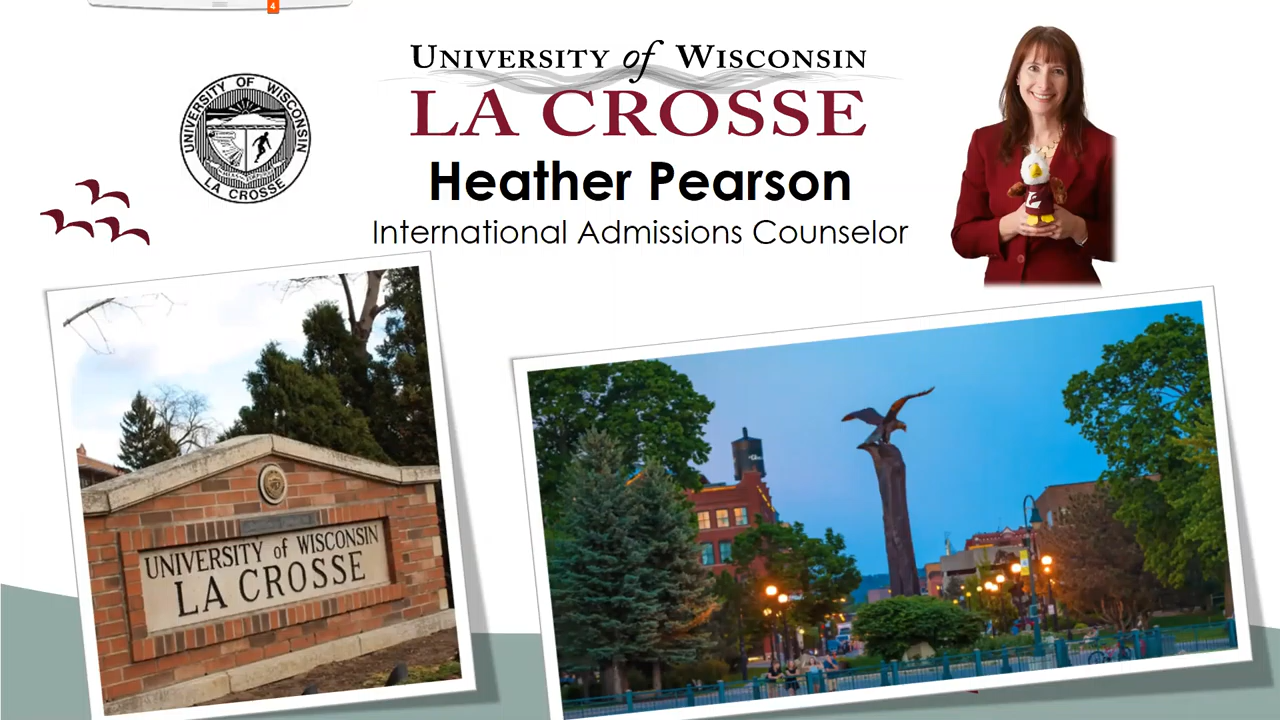 4
UNIVERSITY of WISCONSIN
LA CROSSE
UNIVERSITY OF WISCONSIN
LA CROSSE
Heather Pearson
International Admissions Counselor
UNIVERSITY of WISCONSIN
LA CROSSE